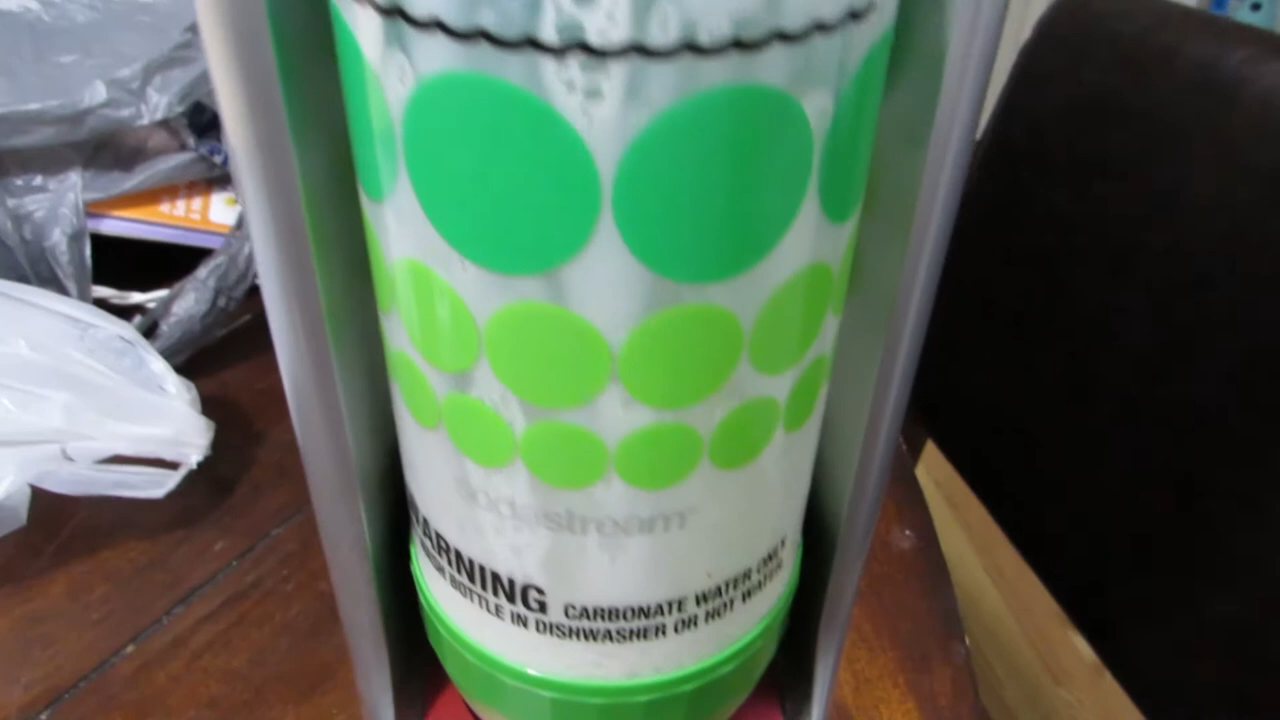 sodastream
WARNING CARBONATE WATER ONLY
BOTTLE IN DISHWASHER OR HOT WATER